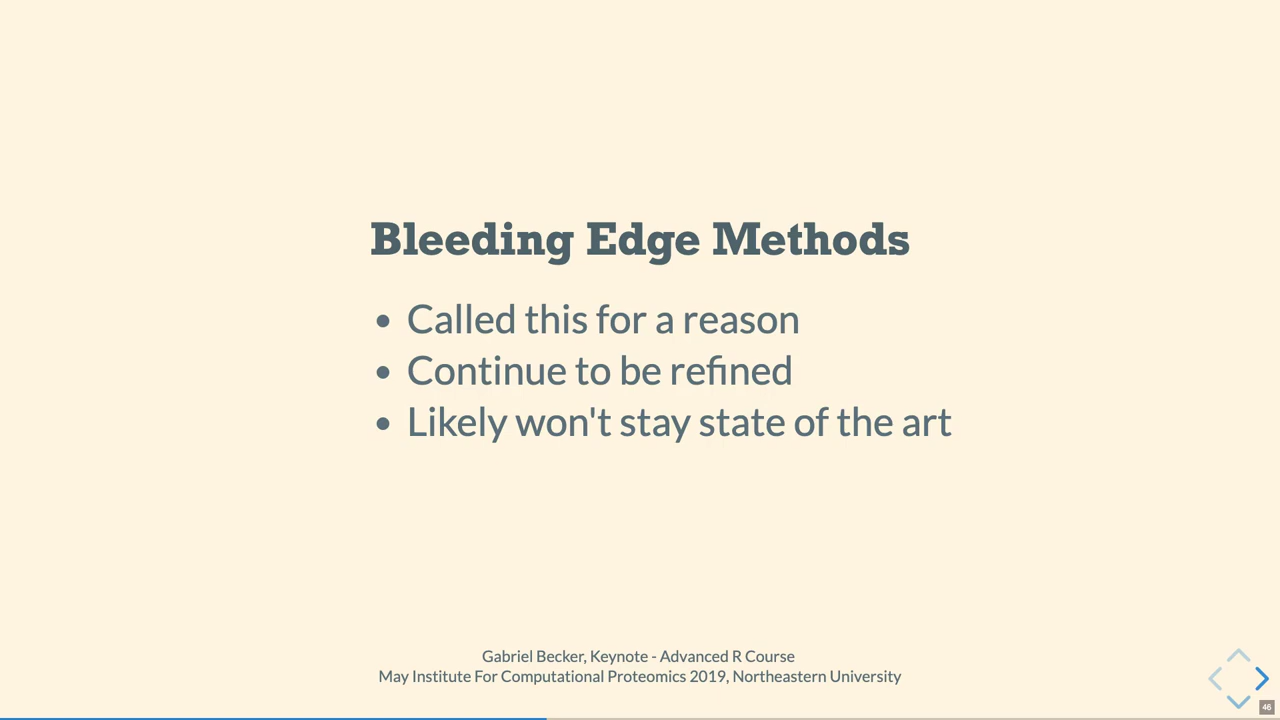 Bleeding Edge Methods
• Called this for a reason
• Continue to be refined
• Likely won't stay state of the art
Gabriel Becker, Keynote - Advanced R Course
May Institute For Computational Proteomics 2019, Northeastern University
46